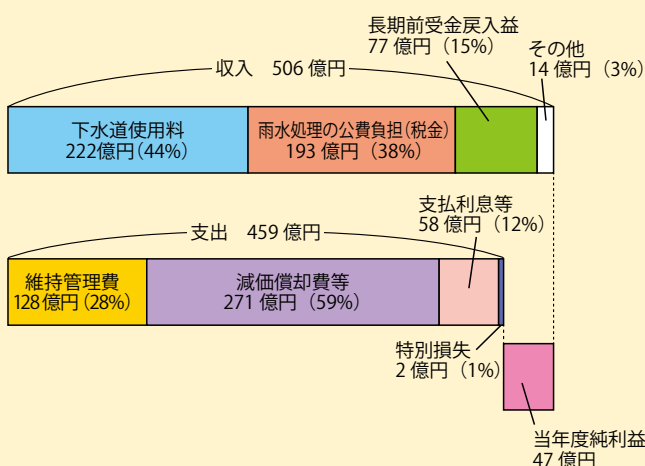 長期前受金戻入益
77 億円（15%）
その他
14 億円（3%）
収入　506 億円
下水道使用料
222億円(44%)
雨水処理の公費負担(税金)
193 億円（38%）
支払利息等
58 億円（12%）
支出　459 億円
維持管理費
128億円(28%)
減価償却費等
271 億円（59%）
特別損失
2 億円（1%）
当年度純利益
47 億円